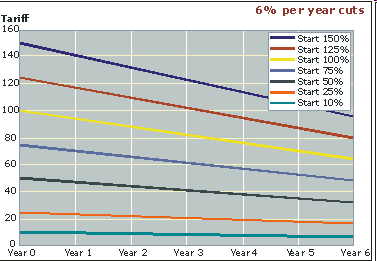 6% per year cuts
Tariff
160
140
120
100
80
60
40
20
0
Start 150%
Start 125%
Start 100%
Start 75%
Start 50%
Start 25%
Start 10%
Year 0 Year 1 Year 2 Year 3 Year 4 Year 5 Year 6